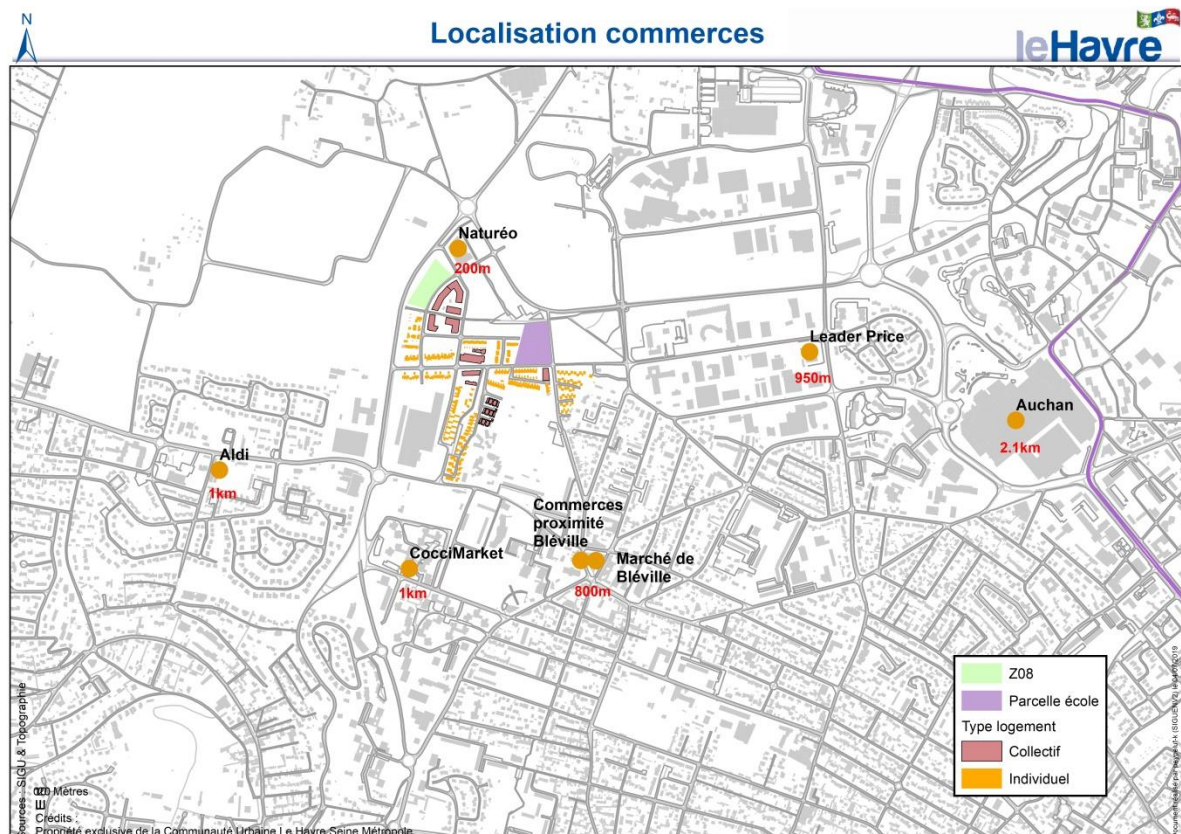 N
Localisation commerces
leHavre
Naturéo
200m
Leader Price
950m
Auchan
2.1km
Aldi
1km
Commerces
proximité
Bléville
CocciMarket
1km
Marché de
Bléville
800m
Z08
Parcelle école
Type logement
Collectif
Individuel
Sources : SIGU & Topographie
Mètres
Crédits :
Propriété exclusive de la Communauté Urbaine Le Havre Seine Métropole